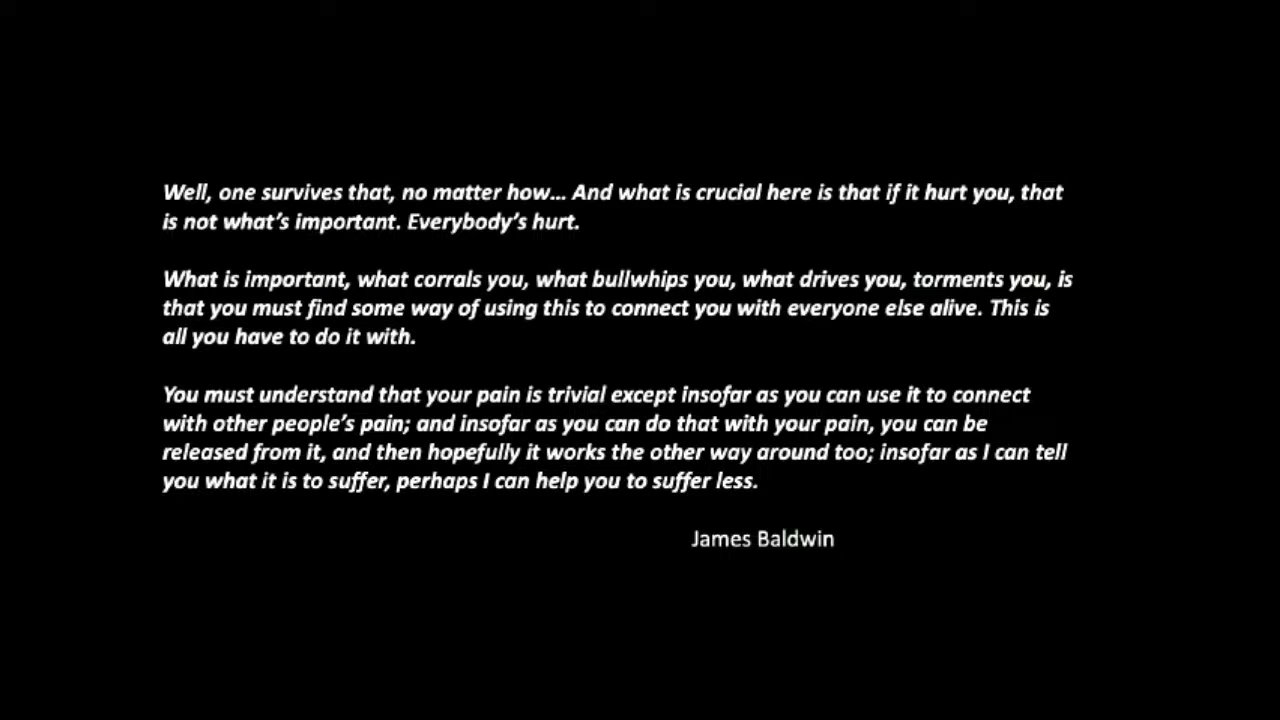 Well, one survives that, no matter how... And what is crucial here is that if it hurt you, that
is not what's important. Everybody's hurt.
What is important, what corrals you, what bullwhips you, what drives you, torments you, is
that you must find some way of using this to connect you with everyone else alive. This is
all you have to do it with.
You must understand that your pain is trivial except insofar as you can use it to connect
with other people's pain; and insofar as you can do that with your pain, you can be
released from it, and then hopefully it works the other way around too; insofar as I can tell
you what it is to suffer, perhaps I can help you to suffer less.
James Baldwin